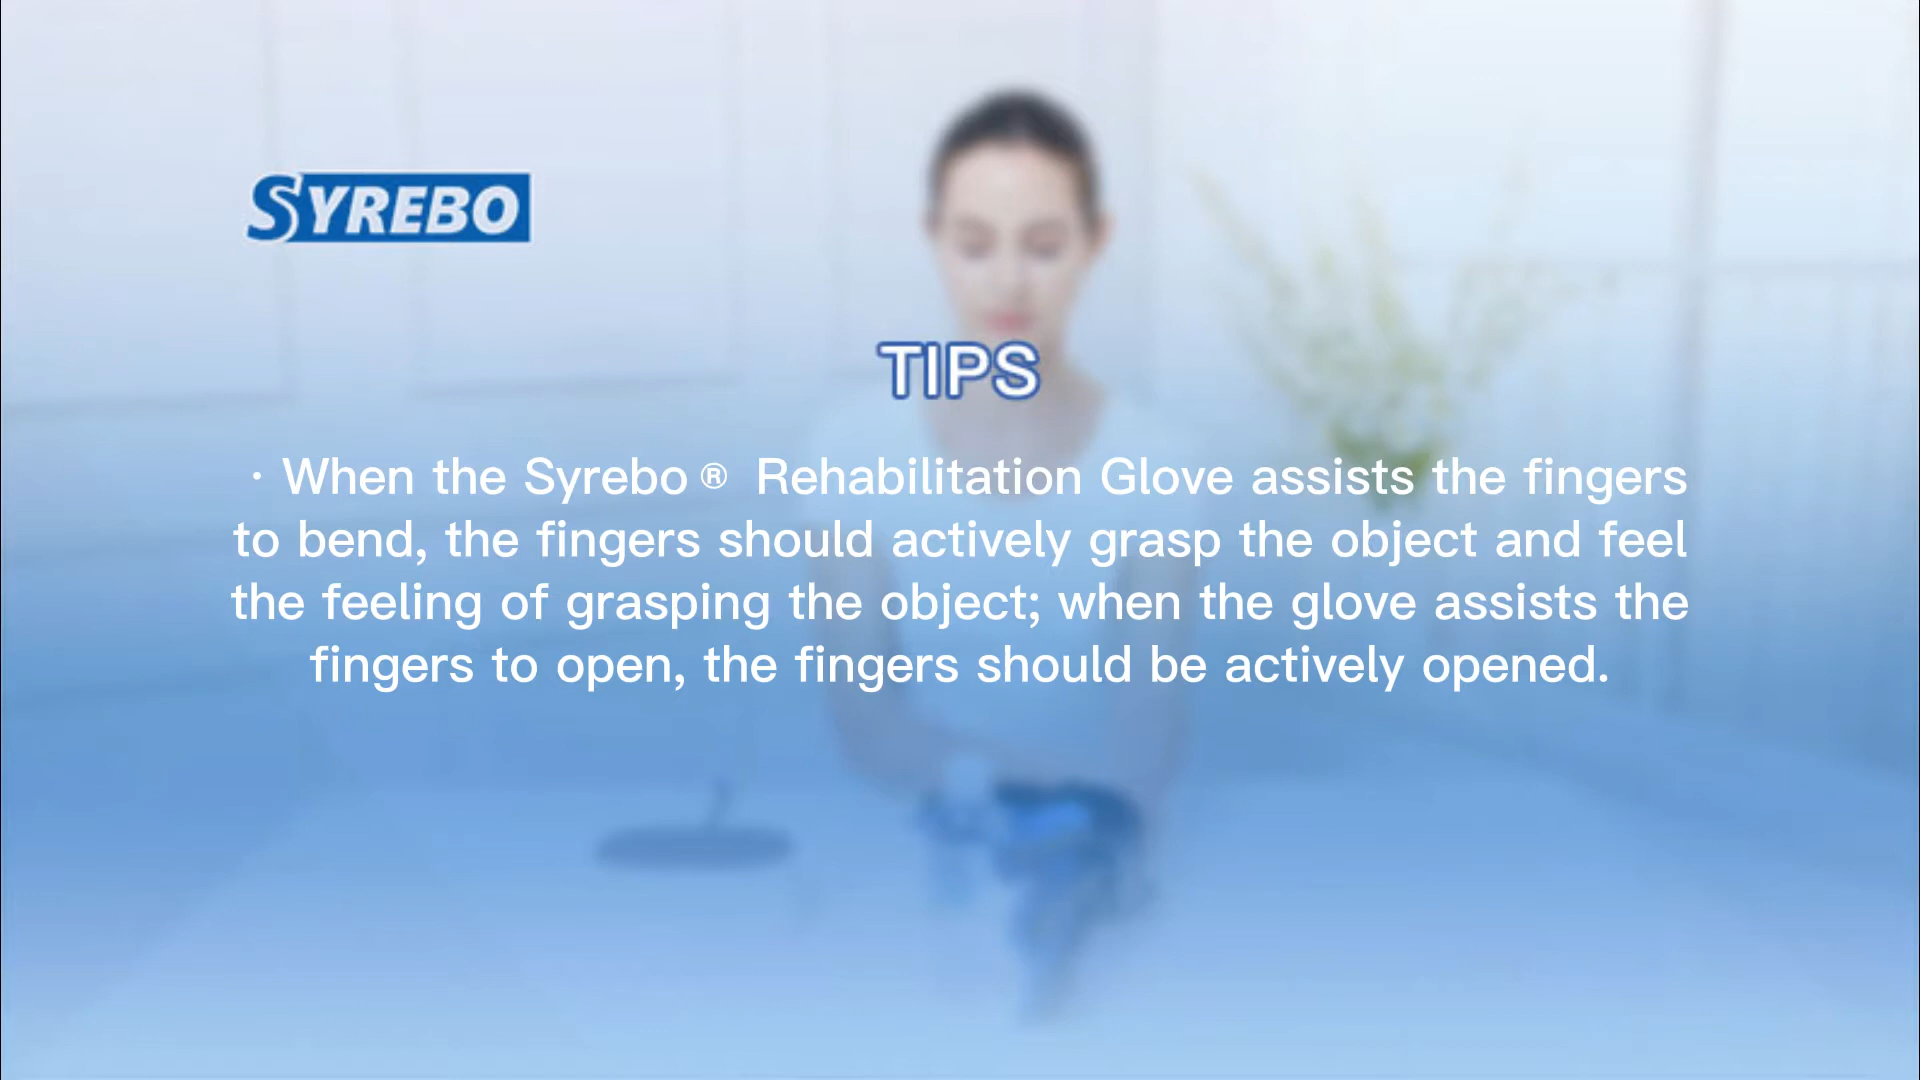 SYREBO
TIPS
· When the Syrebo® Rehabilitation Glove assists the fingers
to bend, the fingers should actively grasp the object and feel
the feeling of grasping the object; when the glove assists the
fingers to open, the fingers should be actively opened.